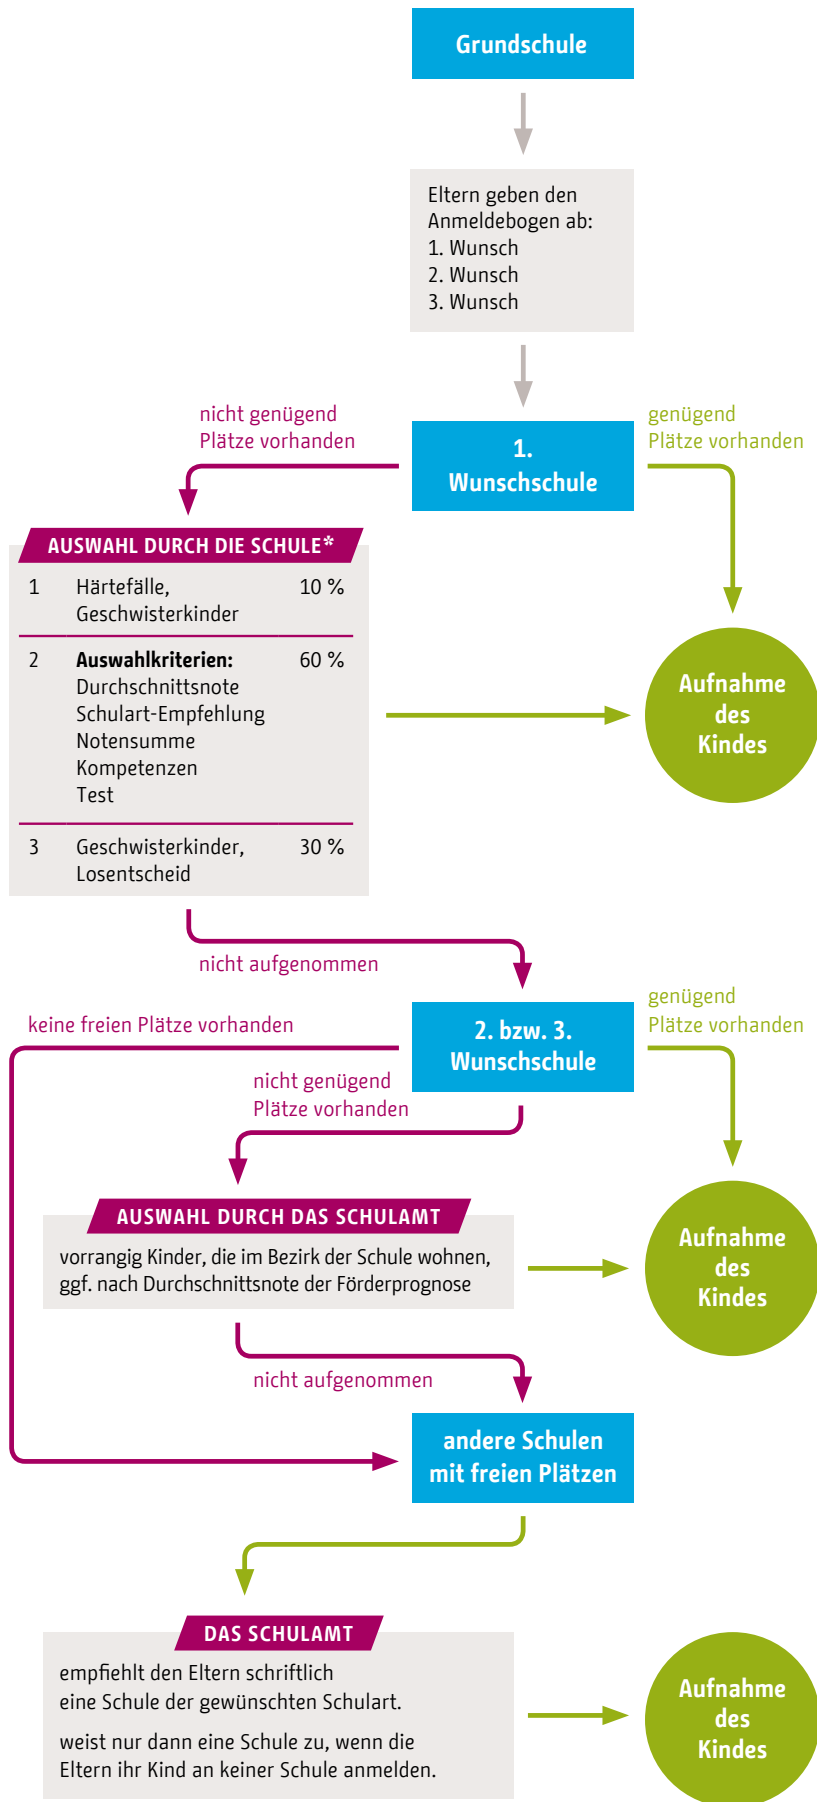 Grundschule
Eltern geben den
Anmeldebogen ab:
1. Wunsch
2. Wunsch
3. Wunsch
nicht genügend
Plätze vorhanden
1.
Wunschschule
genügend
Plätze vorhanden
AUSWAHL DURCH DIE SCHULE*
1 Härtefälle, 10 %
Geschwisterkinder
2 Auswahlkriterien: 60 %
Durchschnittsnote
Schulart-Empfehlung
Notensumme
Kompetenzen
Test
3 Geschwisterkinder, 30 %
Losentscheid
Aufnahme
des
Kindes
nicht aufgenommen
keine freien Plätze vorhanden
2. bzw. 3.
Wunschschule
genügend
Plätze vorhanden
nicht genügend
Plätze vorhanden
AUSWAHL DURCH DAS SCHULAMT
vorrangig Kinder, die im Bezirk der Schule wohnen,
ggf. nach Durchschnittsnote der Förderprognose
Aufnahme
des
Kindes
nicht aufgenommen
andere Schulen
mit freien Plätzen
DAS SCHULAMT
empfiehlt den Eltern schriftlich
eine Schule der gewünschten Schulart.
weist nur dann eine Schule zu, wenn die
Eltern ihr Kind an keiner Schule anmelden.
Aufnahme
des
Kindes